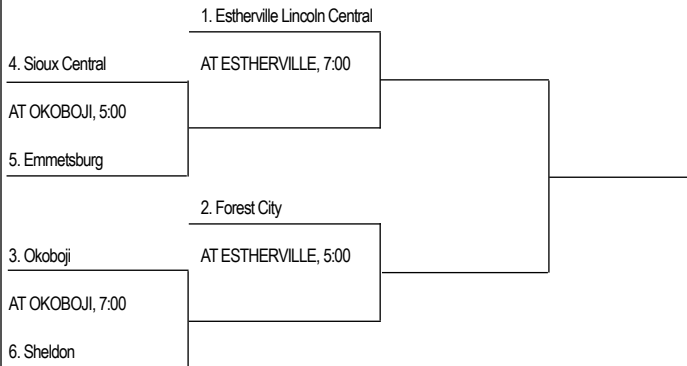 1. Estherville Lincoln Central
4. Sioux Central
AT ESTHERVILLE, 7:00
AT OKOBOJI, 5:00
5. Emmetsburg
2. Forest City
3. Okoboji
AT ESTHERVILLE, 5:00
AT OKOBOJI, 7:00
6. Sheldon